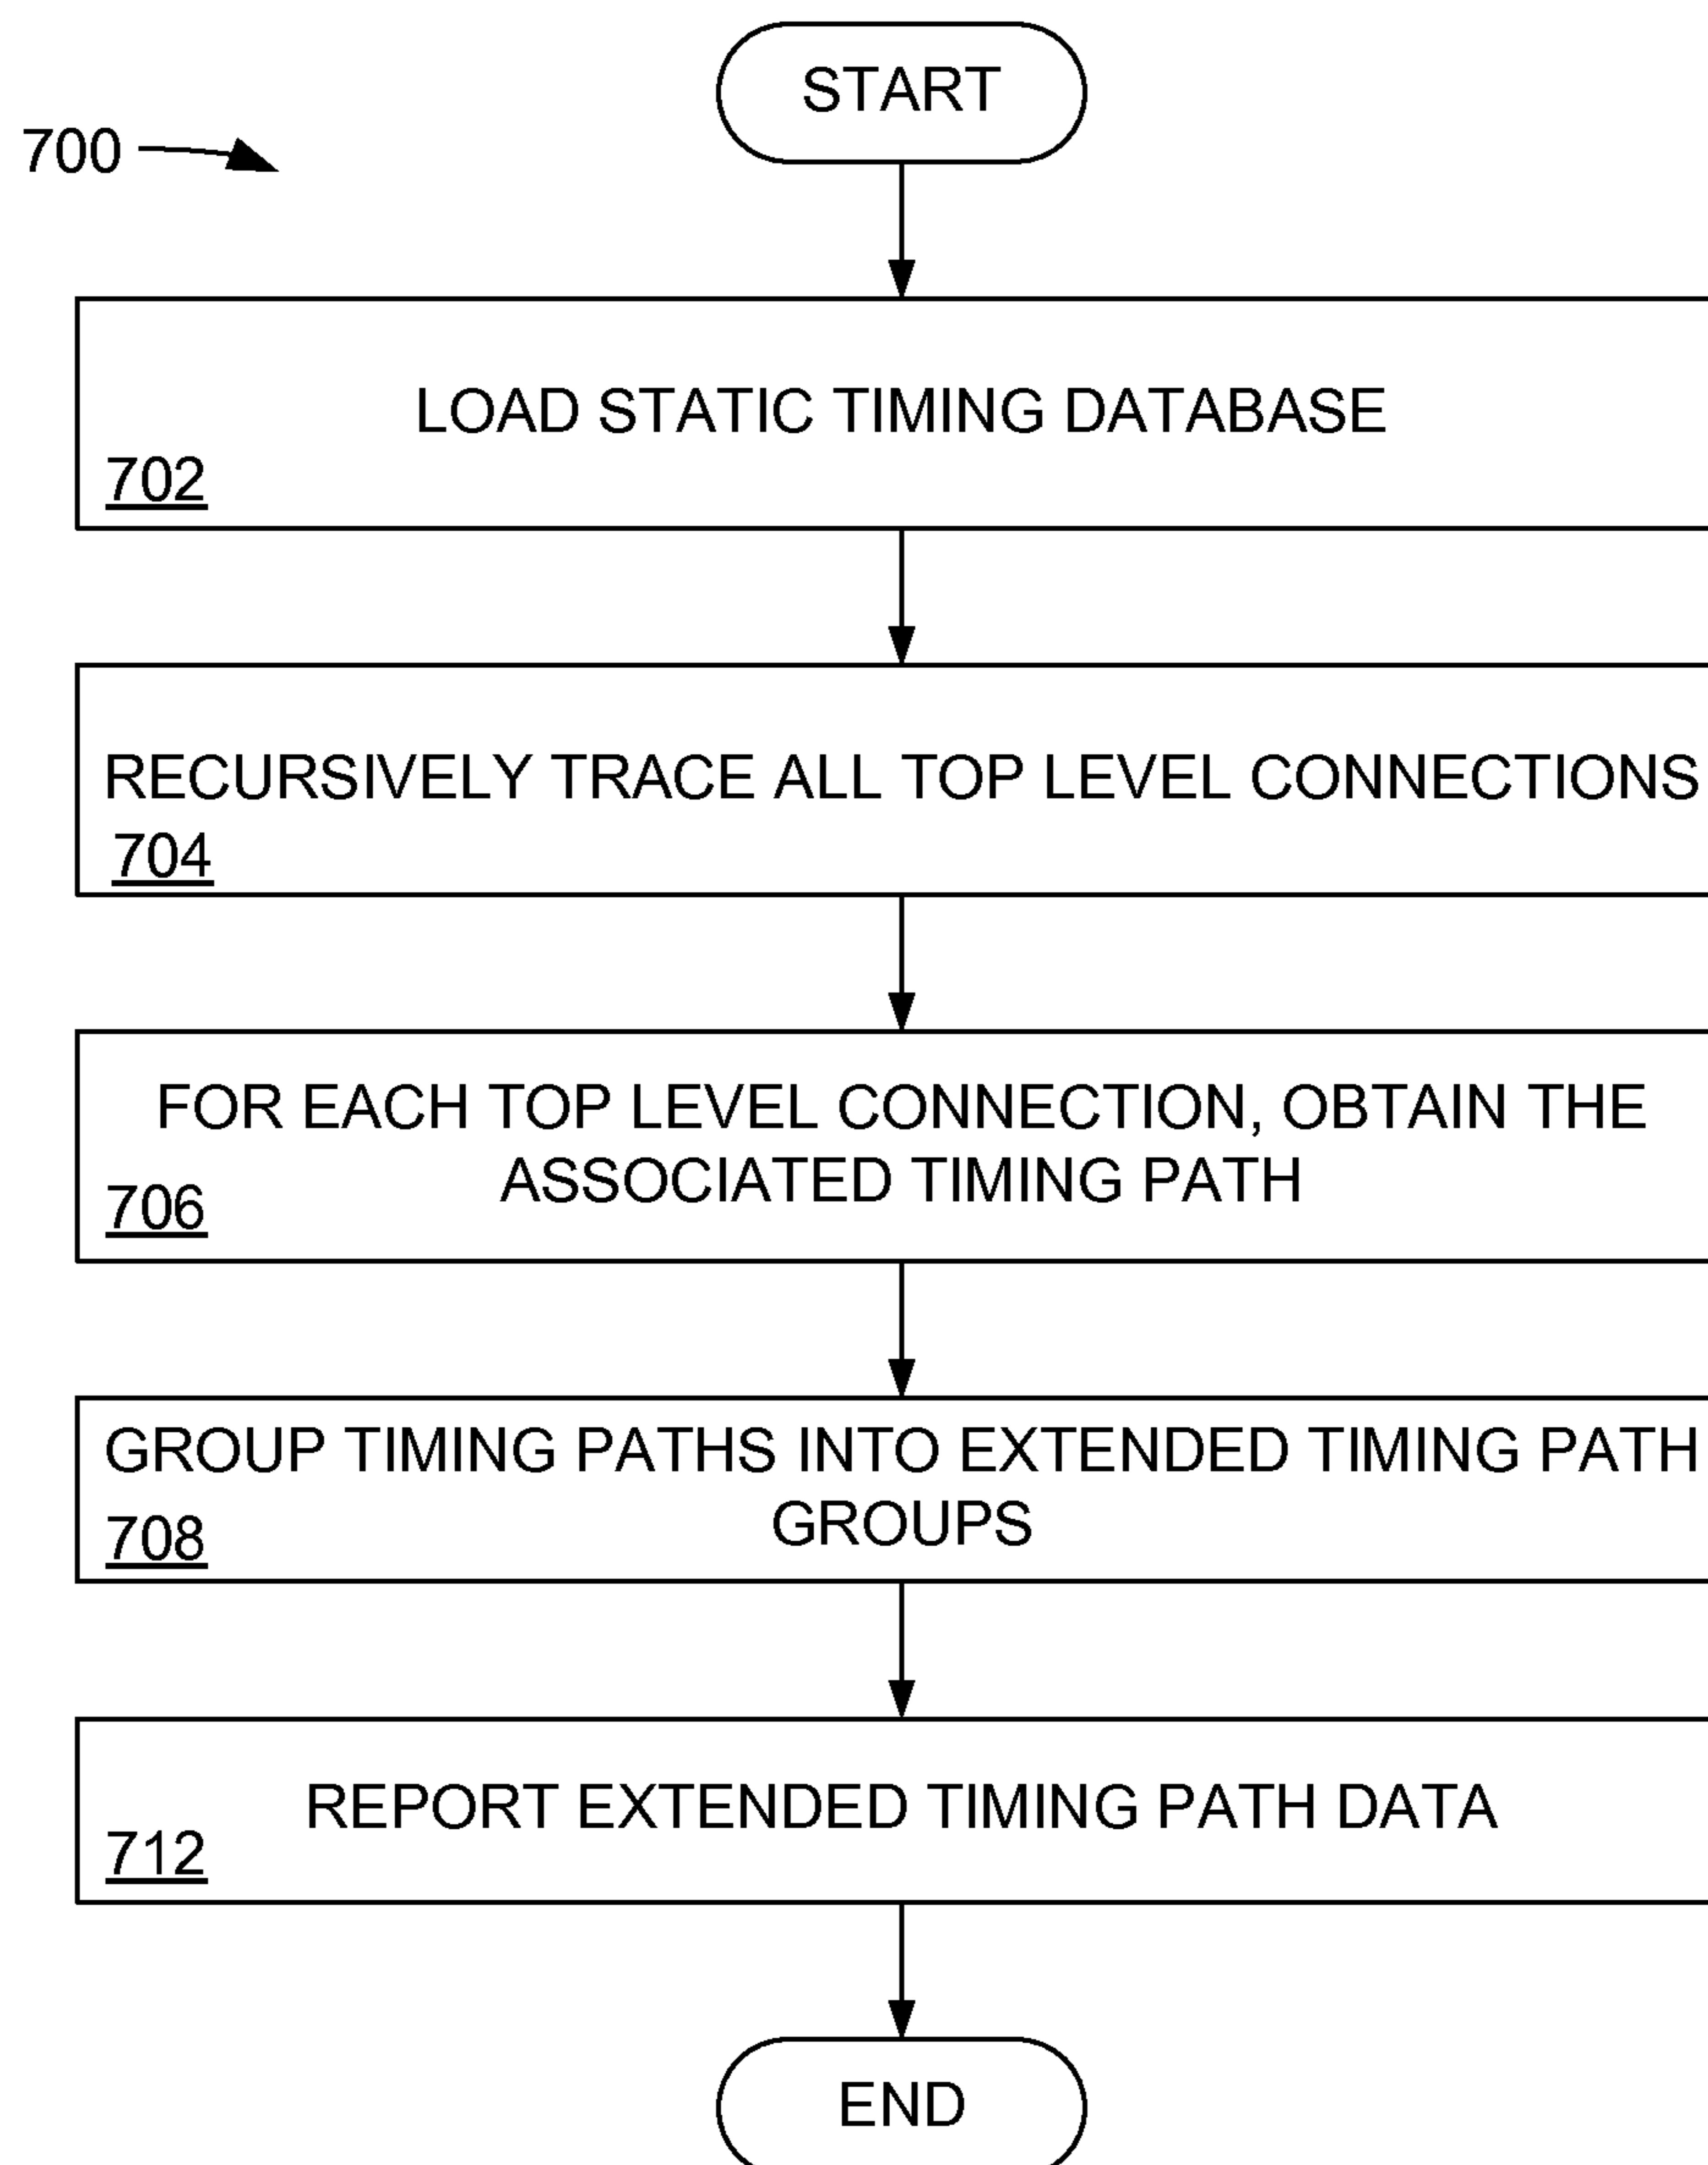 START
700
LOAD STATIC TIMING DATABASE
702
RECURSIVELY TRACE ALL TOP LEVEL CONNECTIONS
704
FOR EACH TOP LEVEL CONNECTION, OBTAIN THE
ASSOCIATED TIMING PATH
706
GROUP TIMING PATHS INTO EXTENDED TIMING PATH
GROUPS
708
REPORT EXTENDED TIMING PATH DATA
712
END